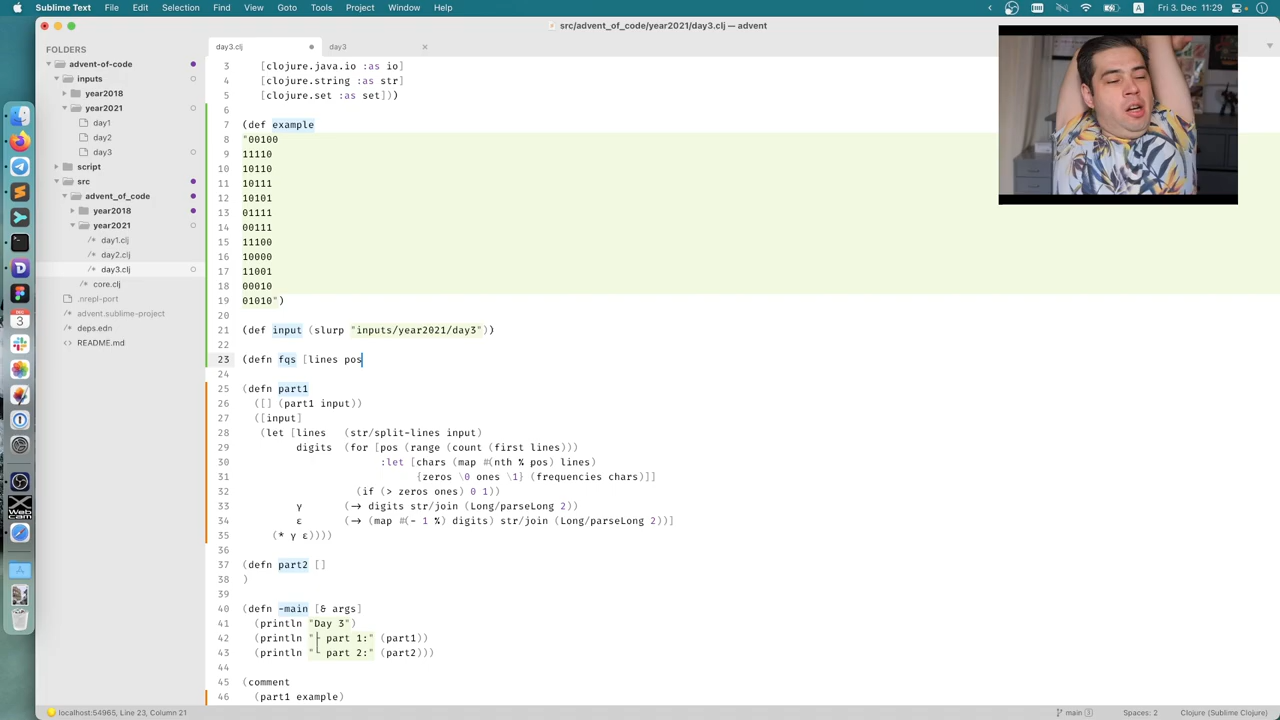 Sublime Text File Edit Selection Find View Goto Tools Project Window Help
Fri, Dec 3, 11:29
src/advent_of_code/year2021/day3.clj — advent
FOLDERS
advent-of-code
inputs
year2018
year2021
day1
day2
day3
script
src
advent_of_code
year2018
year2021
/* day1.clj
/* day2.clj
/* day3.clj
/* core.clj
.nrepl-port
/* advent.sublime-project
/* deps.edn
README.md
day3.clj
day3
3 [clojure.java.io :as io]
4 [clojure.string :as str]
5 [clojure.set :as set]))
6
7 (def example
8 "00100
9 11110
10 10110
11 10111
12 10101
13 01111
14 00111
15 11100
16 10000
17 11001
18 00010
19 01010")
20
21 (def input (slurp "inputs/year2021/day3"))
22
23 (defn fqs [lines pos
24
25 (defn part1
26 ([] (part1 input))
27 ([input]
28 (let [lines (str/split-lines input)
29 digits (for [pos (range (count (first lines)))
30 :let [chars (map #(nth % pos) lines)
31 {zeros \0 ones \1} (frequencies chars)]]
32 (if (> zeros ones) 0 1))
33 γ (→ digits str/join (Long/parseLong 2))
34 ε (→ (map #(- 1 %) digits) str/join (Long/parseLong 2))]
35 (* γ ε))))
36
37 (defn part2 []
38 )
39
40 (defn -main [& args]
41 (println "Day 3")
42 (println "├ part 1:" (part1))
43 (println "└ part 2:" (part2)))
44
45 (comment
46 (part1 example)
DEC
3
Web
cam
localhost:54965, Line 23, Column 21
main 3
Spaces: 2
Clojure (Sublime Clojure)